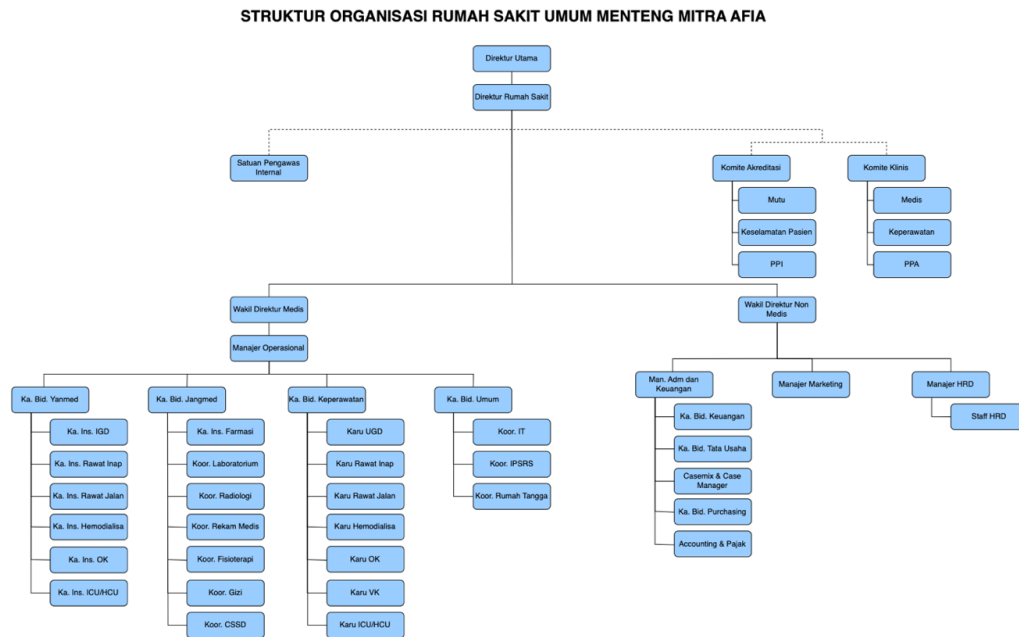 STRUKTUR ORGANISASI RUMAH SAKIT UMUM MENTENG MITRA AFIA
Direktur Utama
Direktur Rumah Sakit
Satuan Pengawas
Internal
Komite Akreditasi
Mutu
Keselamatan Pasien
PPI
Komite Klinis
Medis
Keperawatan
PPA
Wakil Direktur Medis
Manajer Operasional
Wakil Direktur Non
Medis
Ka. Bid. Yanmed
Ka. Ins. IGD
Ka. Ins. Rawat Inap
Ka. Ins. Rawat Jalan
Ka. Ins. Hemodialisa
Ka. Ins. OK
Ka. Ins. ICU/HCU
Ka. Bid. Jangmed
Ka. Ins. Farmasi
Koor. Laboratorium
Koor. Radiologi
Koor. Rekam Medis
Koor. Fisioterapi
Koor. Gizi
Koor. CSSD
Ka. Bid. Keperawatan
Karu UGD
Karu Rawat Inap
Karu Rawat Jalan
Karu Hemodialisa
Karu OK
Karu VK
Karu ICU/HCU
Ka. Bid. Umum
Koor. IT
Koor. IPSRS
Koor. Rumah Tangga
Man. Adm dan
Keuangan
Ka. Bid. Keuangan
Ka. Bid. Tata Usaha
Casemix & Case
Manager
Ka. Bid. Purchasing
Accounting & Pajak
Manajer Marketing
Manajer HRD
Staff HRD